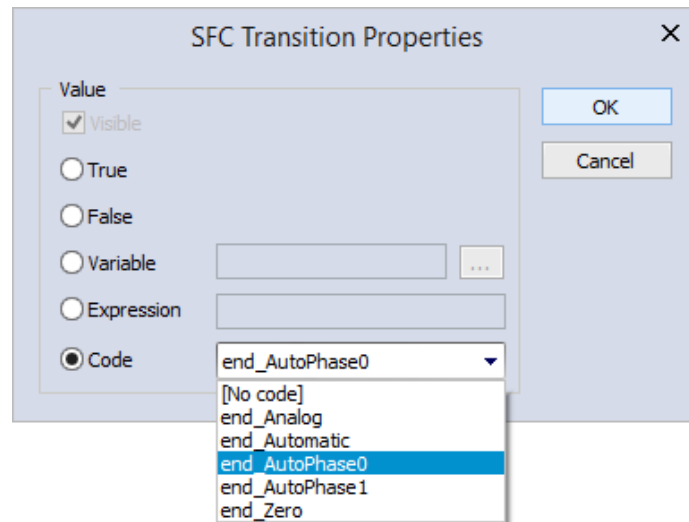 SFC Transition Properties
Value
Visible
OK
True
Cancel
False
Variable
...
Expression
Code
end_AutoPhase0
[No code]
end_Analog
end_Automatic
end_AutoPhase0
end_AutoPhase1
end_Zero